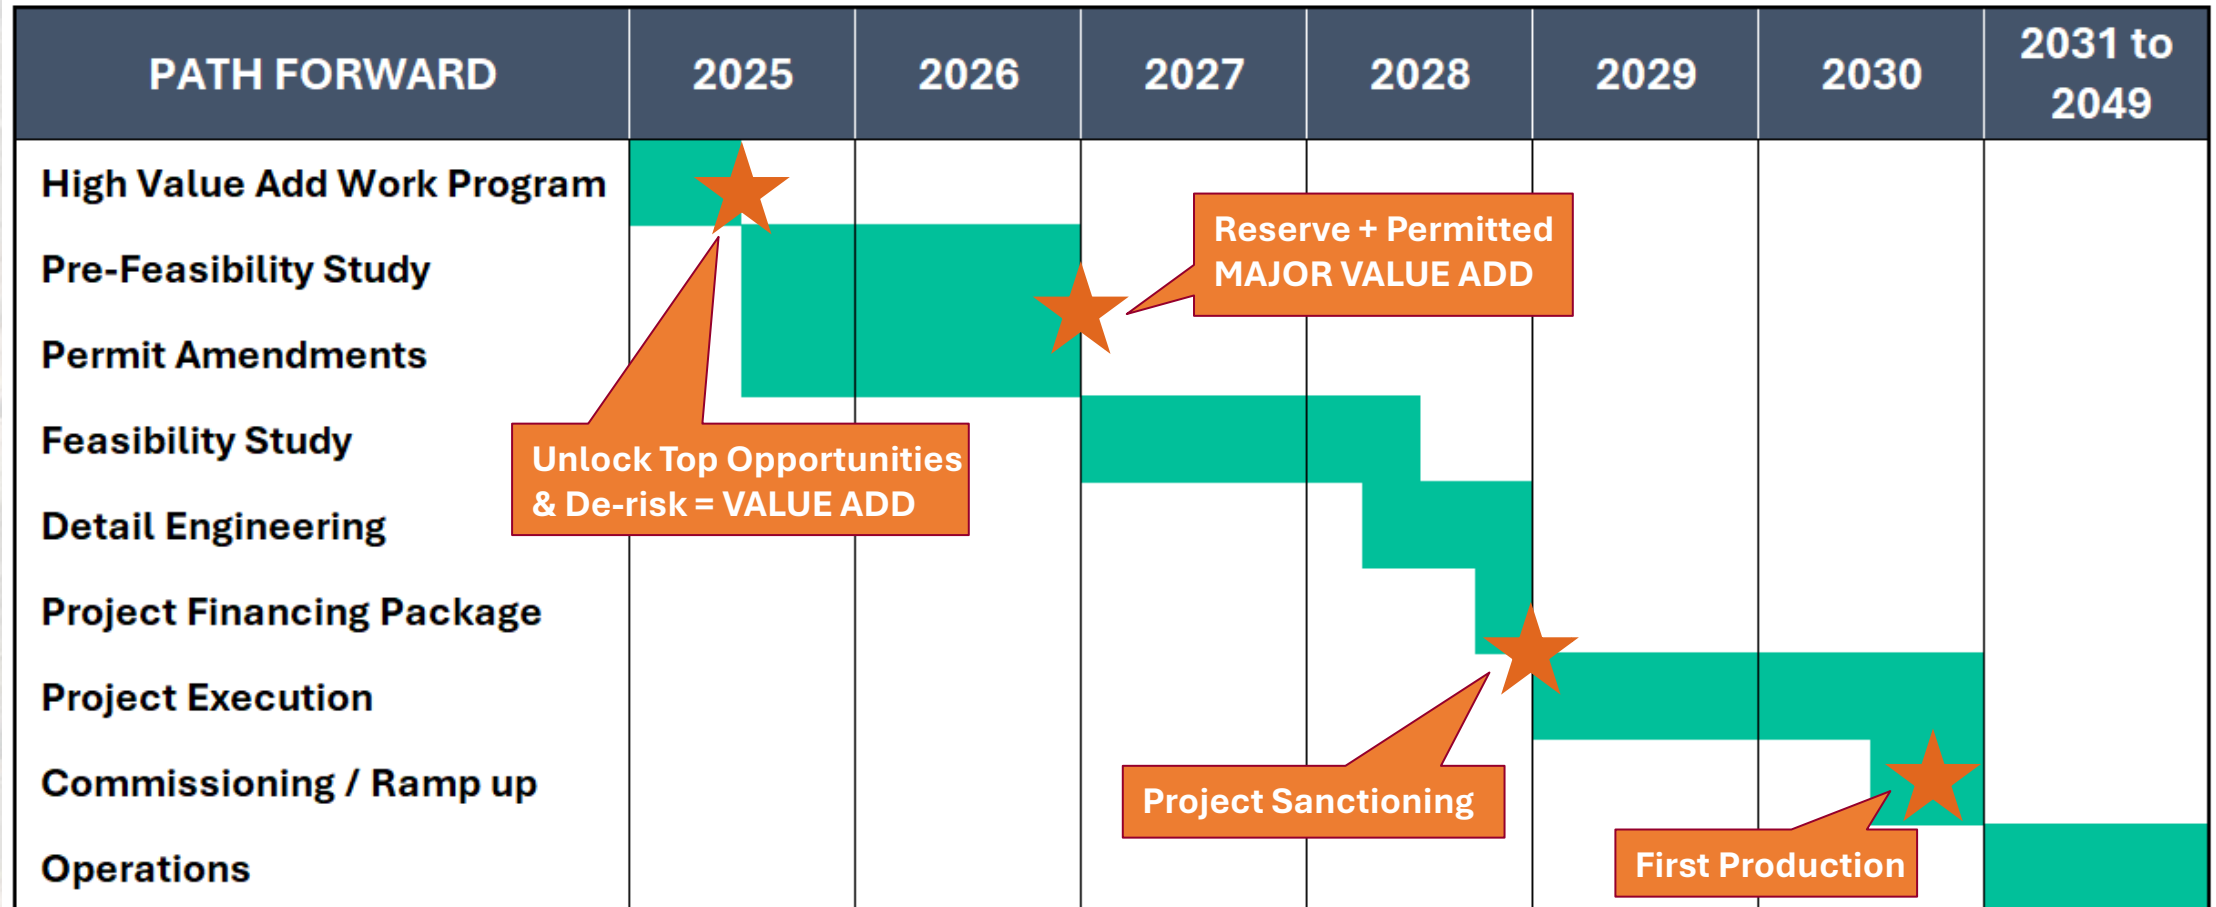 PATH FORWARD
2025
2026
2027
2028
2029
2030
2031 to
2049
High Value Add Work Program
Pre-Feasibility Study
Reserve + Permitted
MAJOR VALUE ADD
Permit Amendments
Feasibility Study
Unlock Top Opportunities
& De-risk = VALUE ADD
Detail Engineering
Project Financing Package
Project Execution
Commissioning / Ramp up
Project Sanctioning
Operations
First Production